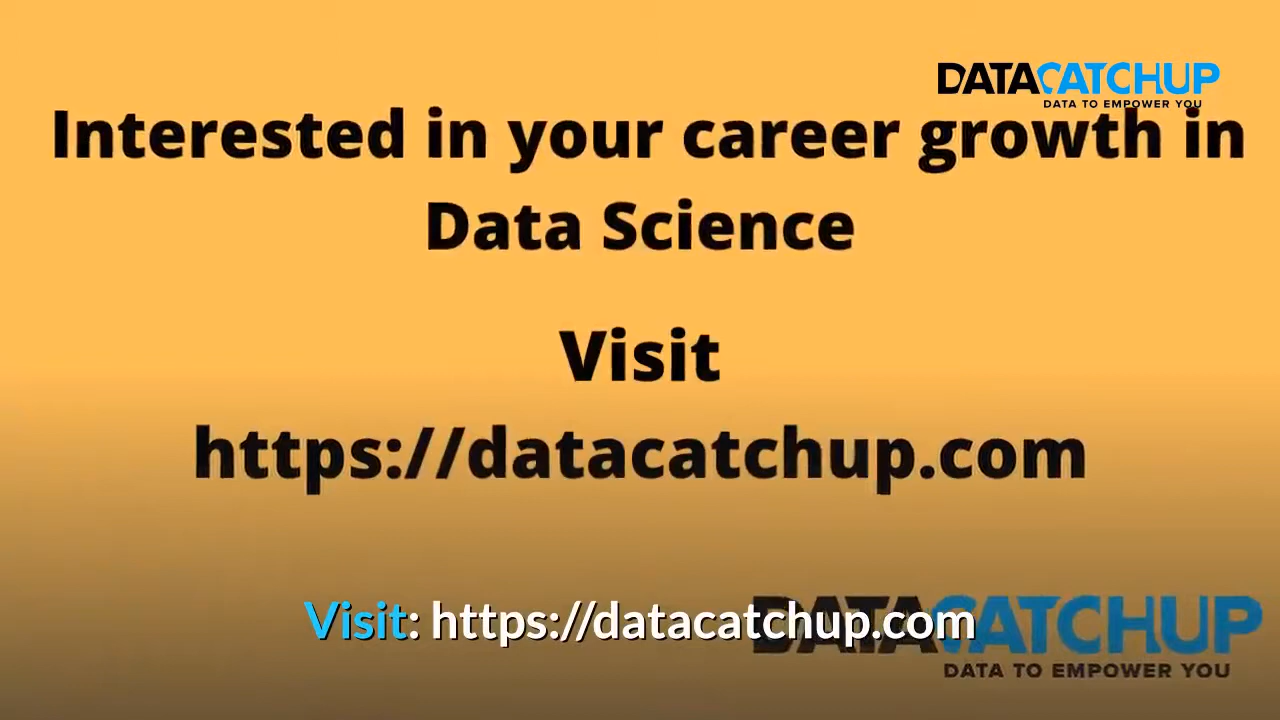 DATACATCHUP
DATA TO EMPOWER YOU
Interested in your career growth in
Data Science
Visit
https://datacatchup.com
Visit: https://datacatchup.com
DATACATCHUP
DATA TO EMPOWER YOU